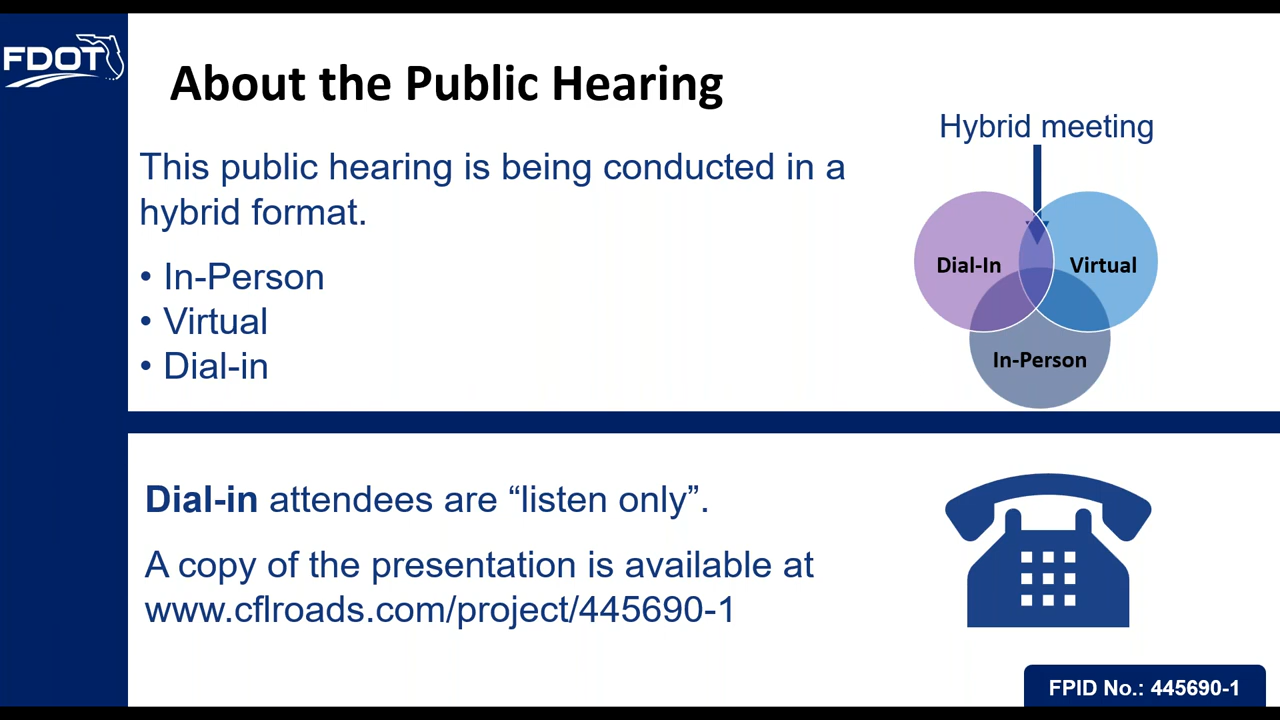 FDOT
About the Public Hearing
Hybrid meeting
This public hearing is being conducted in a
hybrid format.
• In-Person
• Virtual
• Dial-in
Dial-In
Virtual
In-Person
Dial-in attendees are “listen only”.
A copy of the presentation is available at
www.cflroads.com/project/445690-1
FPID No.: 445690-1